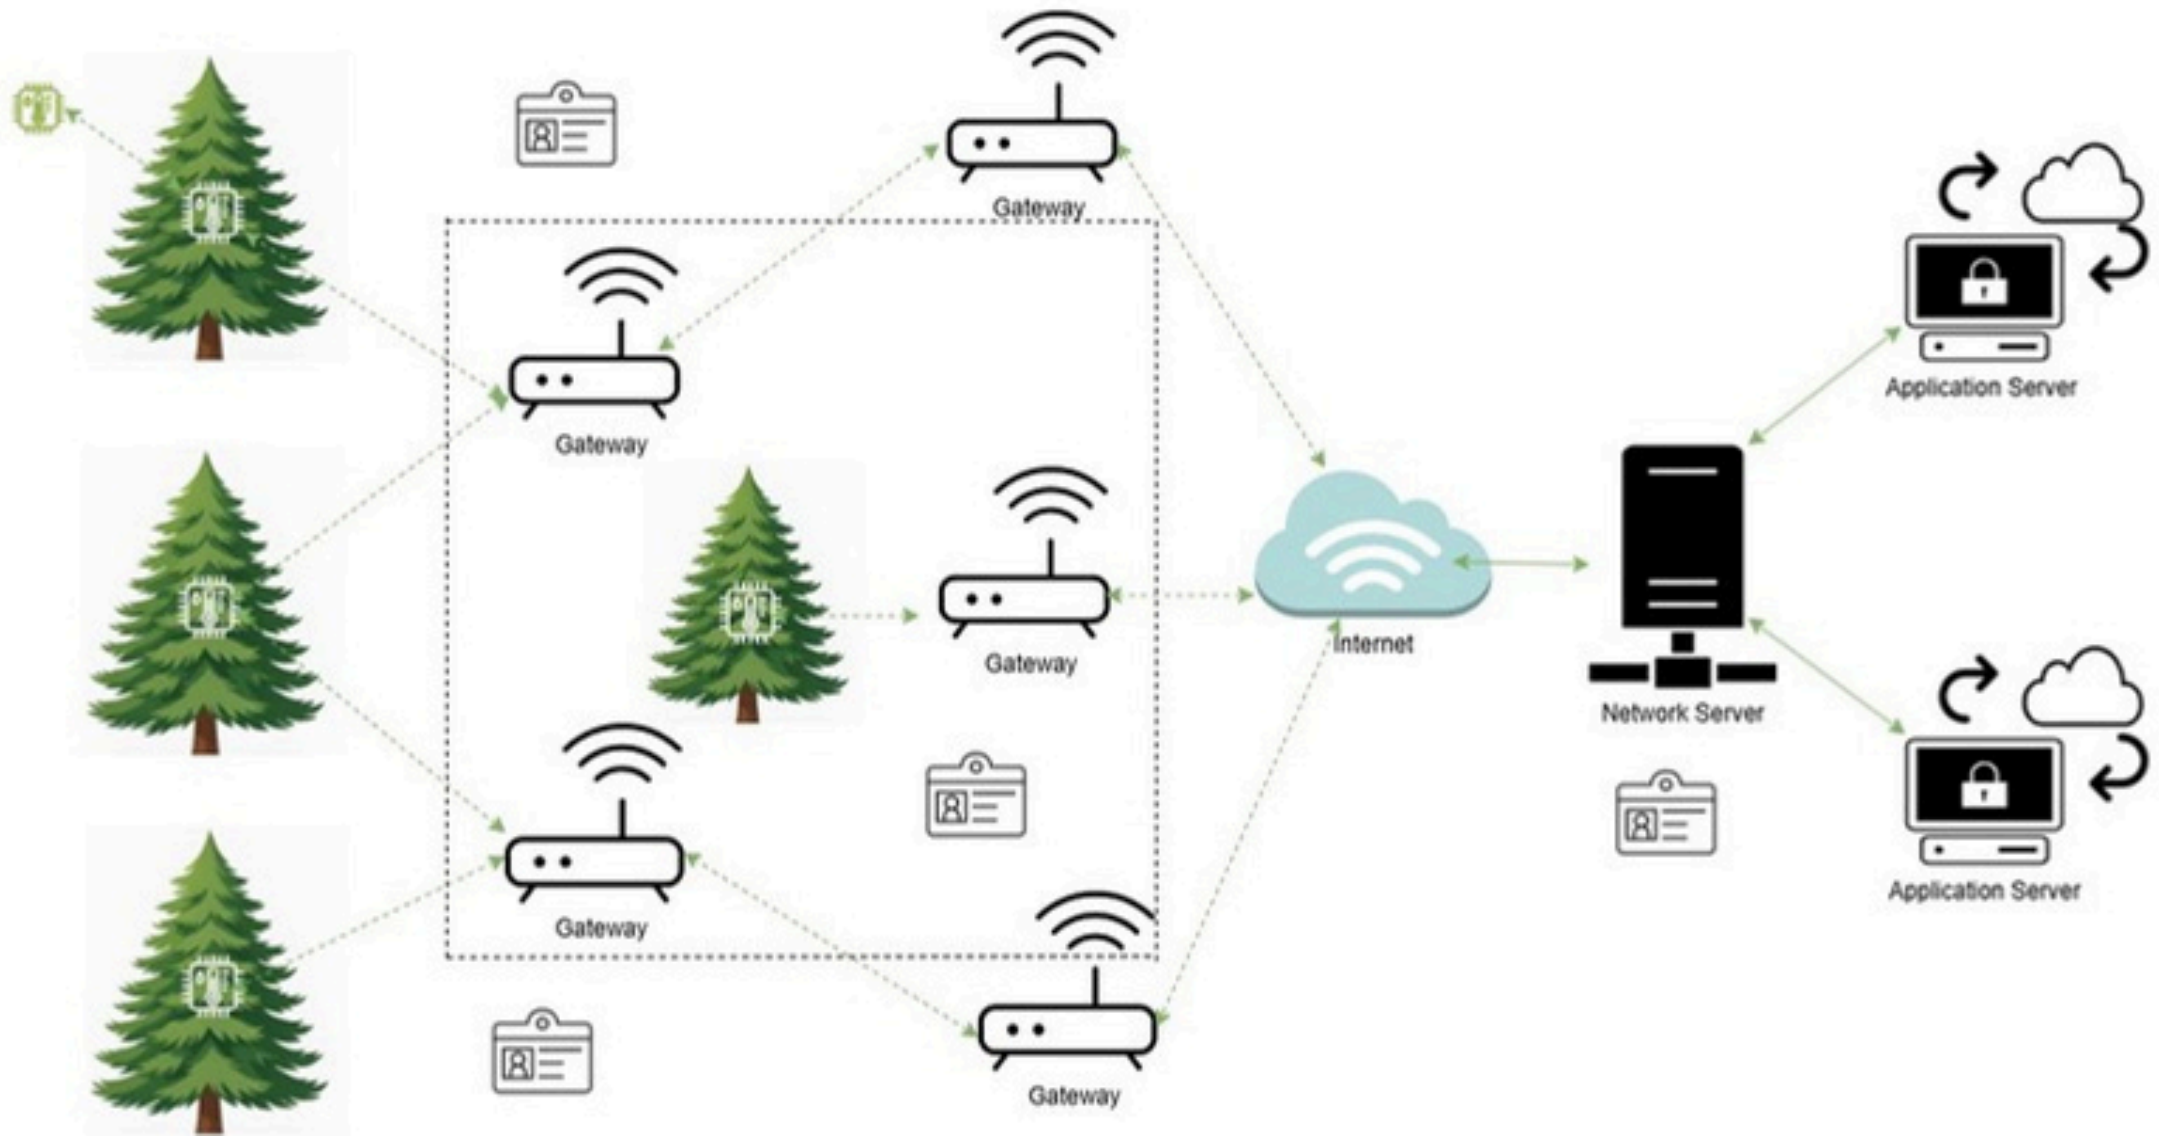 Gateway
Gateway
Application Server
Gateway
Internet
Network Server
Gateway
Application Server
Gateway